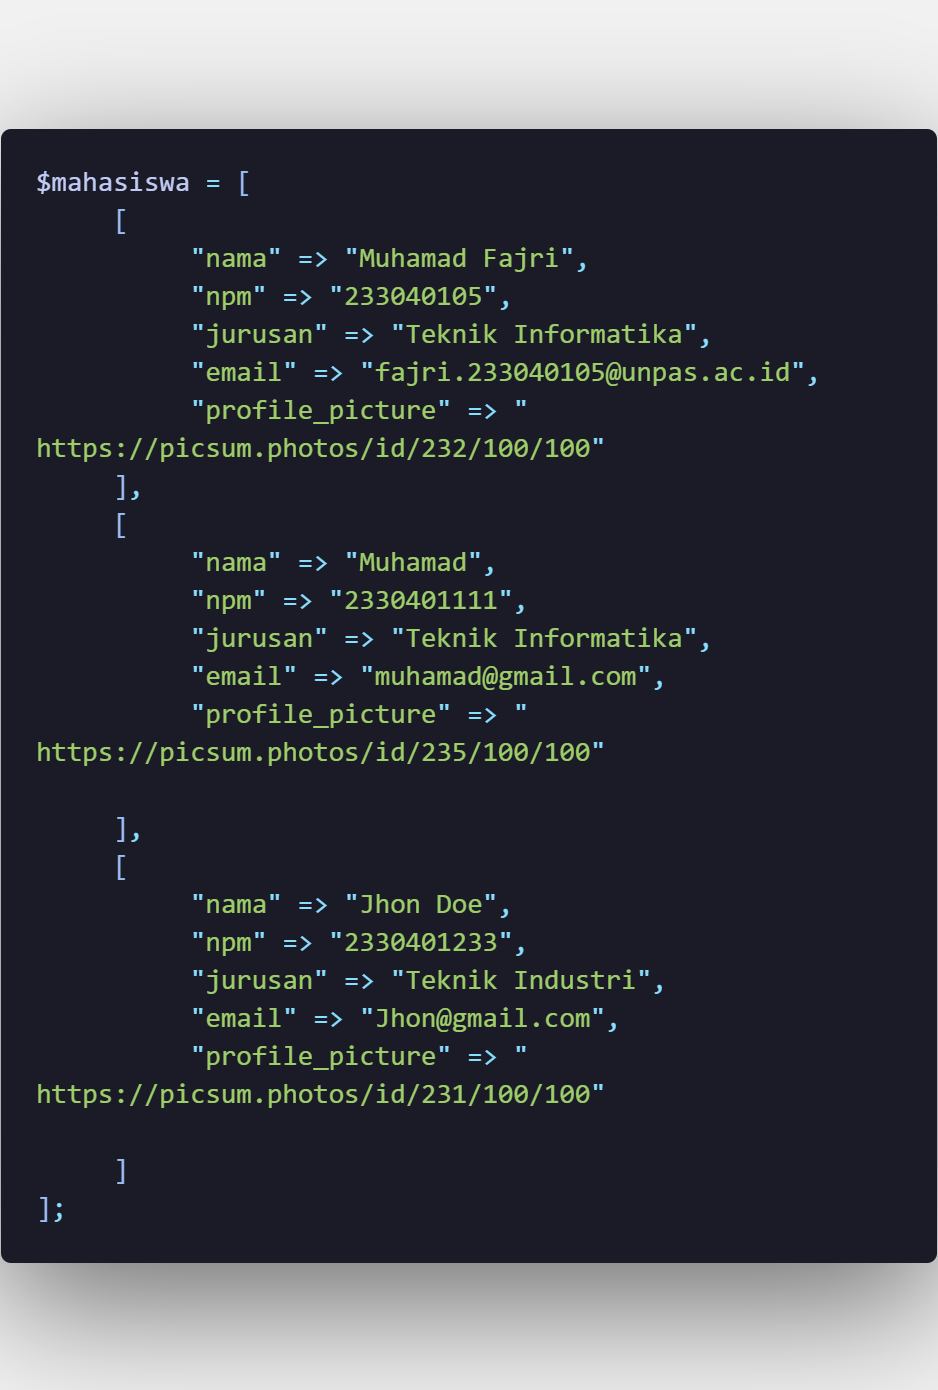 $mahasiswa = [
     [
          "nama" => "Muhamad Fajri",
          "npm" => "233040105",
          "jurusan" => "Teknik Informatika",
          "email" => "fajri.233040105@unpas.ac.id",
          "profile_picture" => "
https://picsum.photos/id/232/100/100"
     ],
     [
          "nama" => "Muhamad",
          "npm" => "2330401111",
          "jurusan" => "Teknik Informatika",
          "email" => "muhamad@gmail.com",
          "profile_picture" => "
https://picsum.photos/id/235/100/100"

     ],
     [
          "nama" => "Jhon Doe",
          "npm" => "2330401233",
          "jurusan" => "Teknik Industri",
          "email" => "Jhon@gmail.com",
          "profile_picture" => "
https://picsum.photos/id/231/100/100"

     ]
];